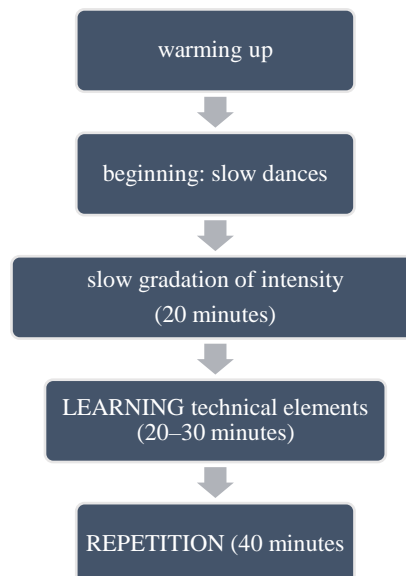 warming up
beginning: slow dances
slow gradation of intensity
(20 minutes)
LEARNING technical elements
(20–30 minutes)
REPETITION (40 minutes